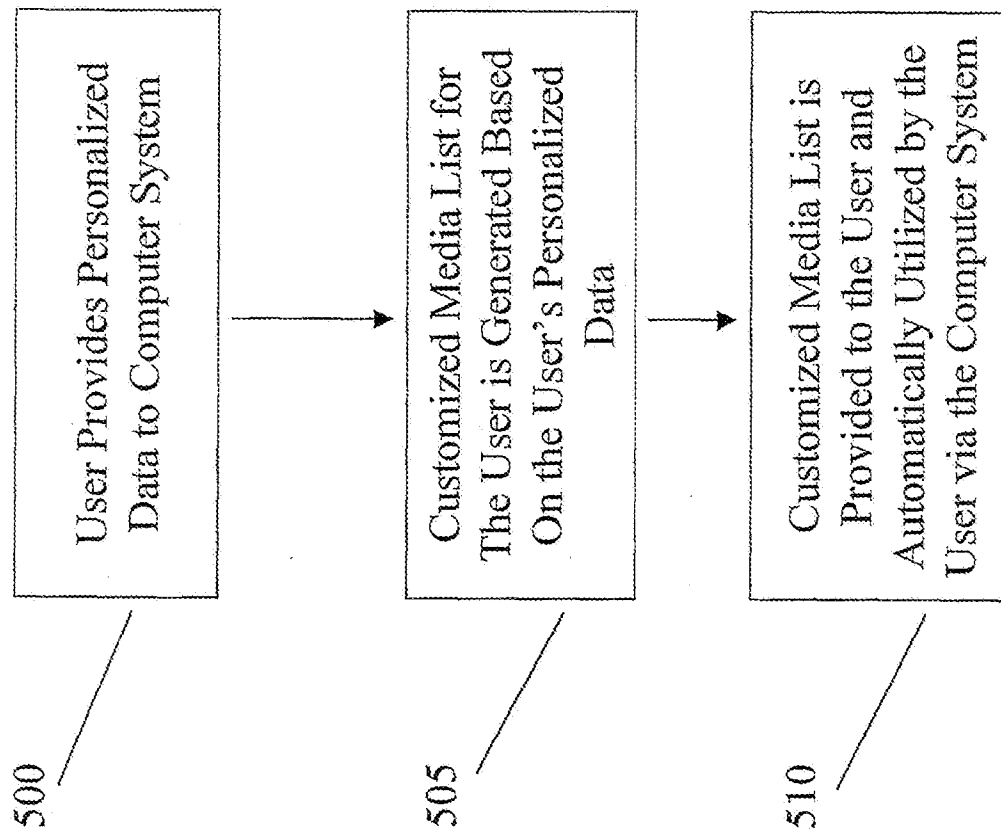 500
User Provides Personalized
Data to Computer System
505
Customized Media List for
The User is Generated Based
On the User's Personalized
Data
510
Customized Media List is
Provided to the User and
Automatically Utilized by the
User via the Computer System